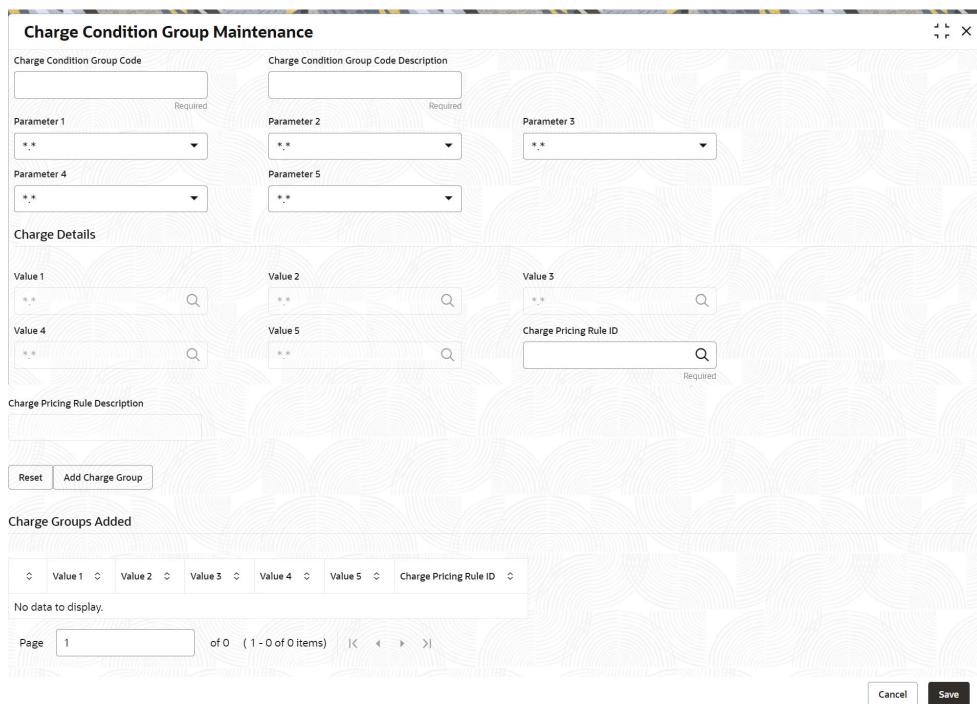 Charge Condition Group Maintenance
Charge Condition Group Code Charge Condition Group Code Description
Required Required
Parameter 1 Parameter 2 Parameter 3
*.* *.* *.*
Parameter 4 Parameter 5
*.* *.*
Charge Details
Value 1 Value 2 Value 3
*.* *.* *.*
Value 4 Value 5 Charge Pricing Rule ID
*.* *.*
Required
Charge Pricing Rule Description
Reset Add Charge Group
Charge Groups Added
Value 1 Value 2 Value 3 Value 4 Value 5 Charge Pricing Rule ID
No data to display.
Page 1 of 0 ( 1 - 0 of 0 items)
Cancel Save